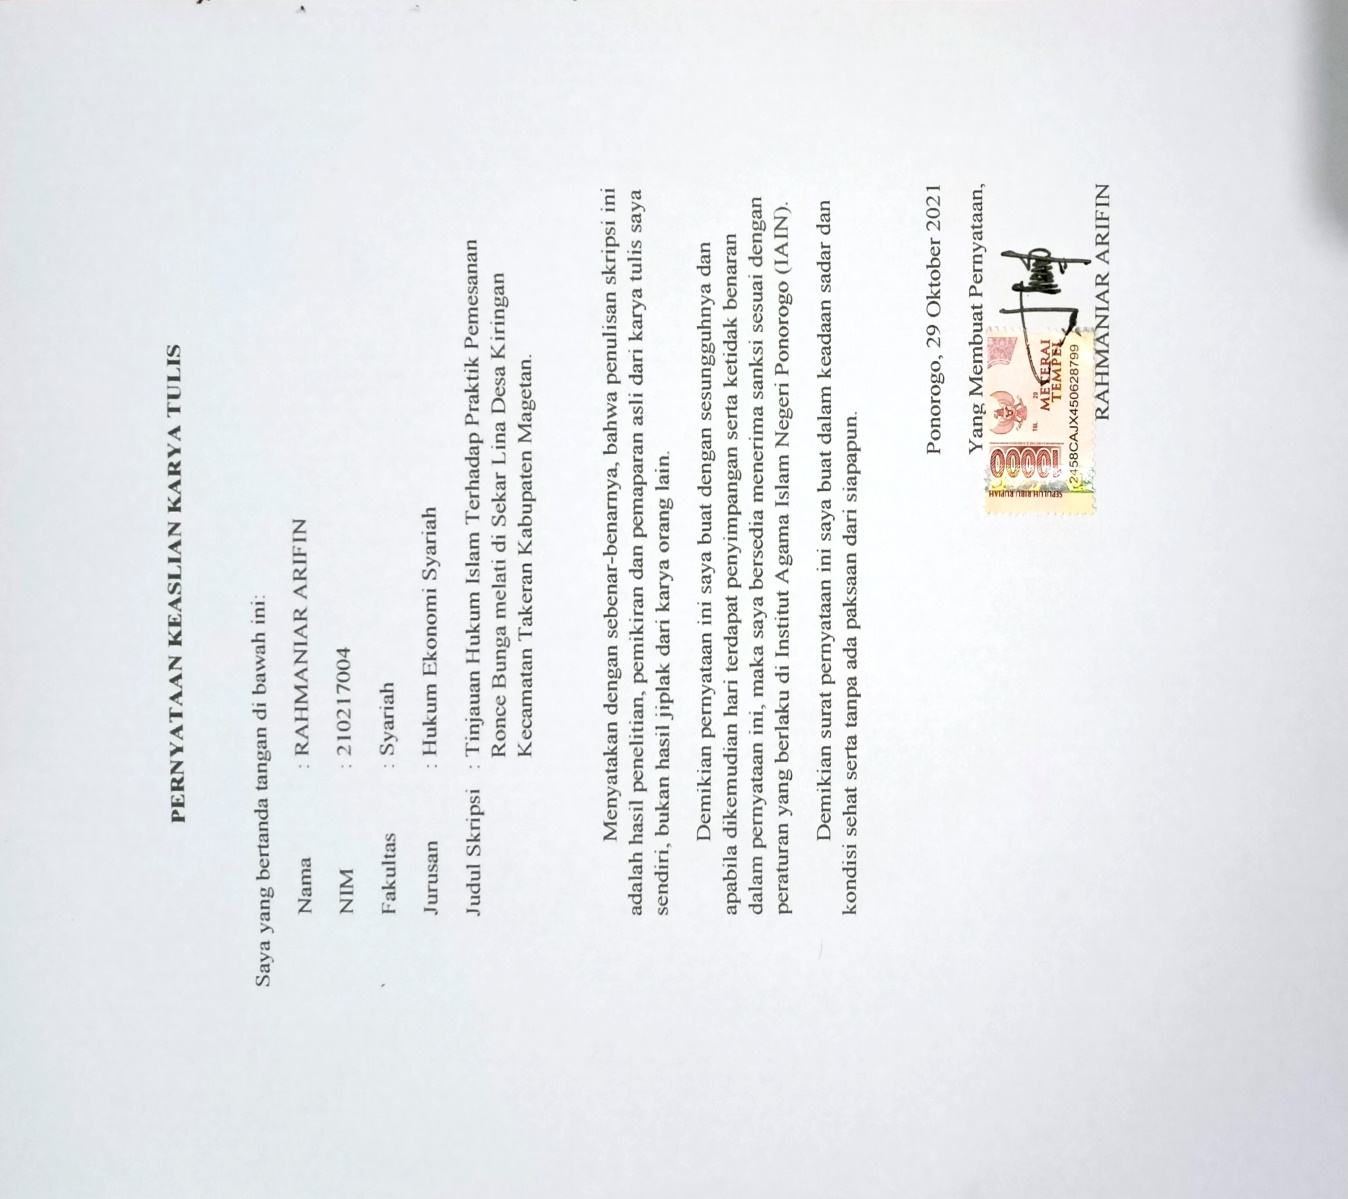 PERNYATAAN KEASLIAN KARYA TULIS
Saya yang bertanda tangan di bawah ini:
Nama : RAHMANIAR ARIFIN
NIM : 210217004
Fakultas : Syariah
Jurusan : Hukum Ekonomi Syariah
Judul Skripsi : Tinjauan Hukum Islam Terhadap Praktik Pemesanan
Ronce Bunga melati di Sekar Lina Desa Kiringan
Kecamatan Takeran Kabupaten Magetan.
Menyatakan dengan sebenar-benarnya, bahwa penulisan skripsi ini
adalah hasil penelitian, pemikiran dan pemaparan asli dari karya tulis saya
sendiri, bukan hasil jiplak dari karya orang lain.
Demikian pernyataan ini saya buat dengan sesungguhnya dan
apabila dikemudian hari terdapat penyimpangan serta ketidak benaran
dalam pernyataan ini, maka saya bersedia menerima sanksi sesuai dengan
peraturan yang berlaku di Institut Agama Islam Negeri Ponorogo (IAIN).
Demikian surat pernyataan ini saya buat dalam keadaan sadar dan
kondisi sehat serta tanpa ada paksaan dari siapapun.
Ponorogo, 29 Oktober 2021
Yang Membuat Pernyataan,
SEPULUH RIBU RUPIAH
10000
TGL. 20
METERAI
TEMPEL
2458CAJX450628799
RAHMANIAR ARIFIN